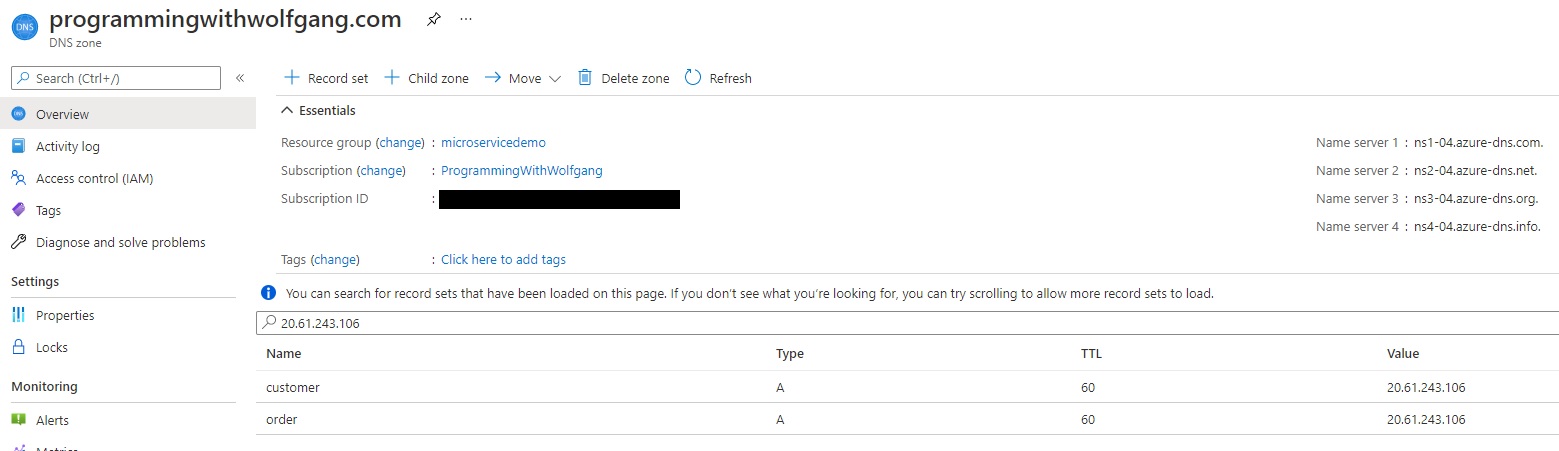 programmingwithwolfgang.com
DNS
DNS zone
Search (Ctrl+/)
«
Overview
Activity log
Access control (IAM)
Tags
Diagnose and solve problems
Settings
Properties
Locks
Monitoring
Alerts
Metrics
Record set Child zone Move Delete zone Refresh
Essentials
Resource group (change) : microservicedemo
Subscription (change) : ProgrammingWithWolfgang
Subscription ID :
Tags (change) : Click here to add tags
Name server 1 : ns1-04.azure-dns.com.
Name server 2 : ns2-04.azure-dns.net.
Name server 3 : ns3-04.azure-dns.org.
Name server 4 : ns4-04.azure-dns.info.
You can search for record sets that have been loaded on this page. If you don't see what you're looking for, you can try scrolling to allow more record sets to load.
20.61.243.106
Name Type TTL Value
customer A 60 20.61.243.106
order A 60 20.61.243.106